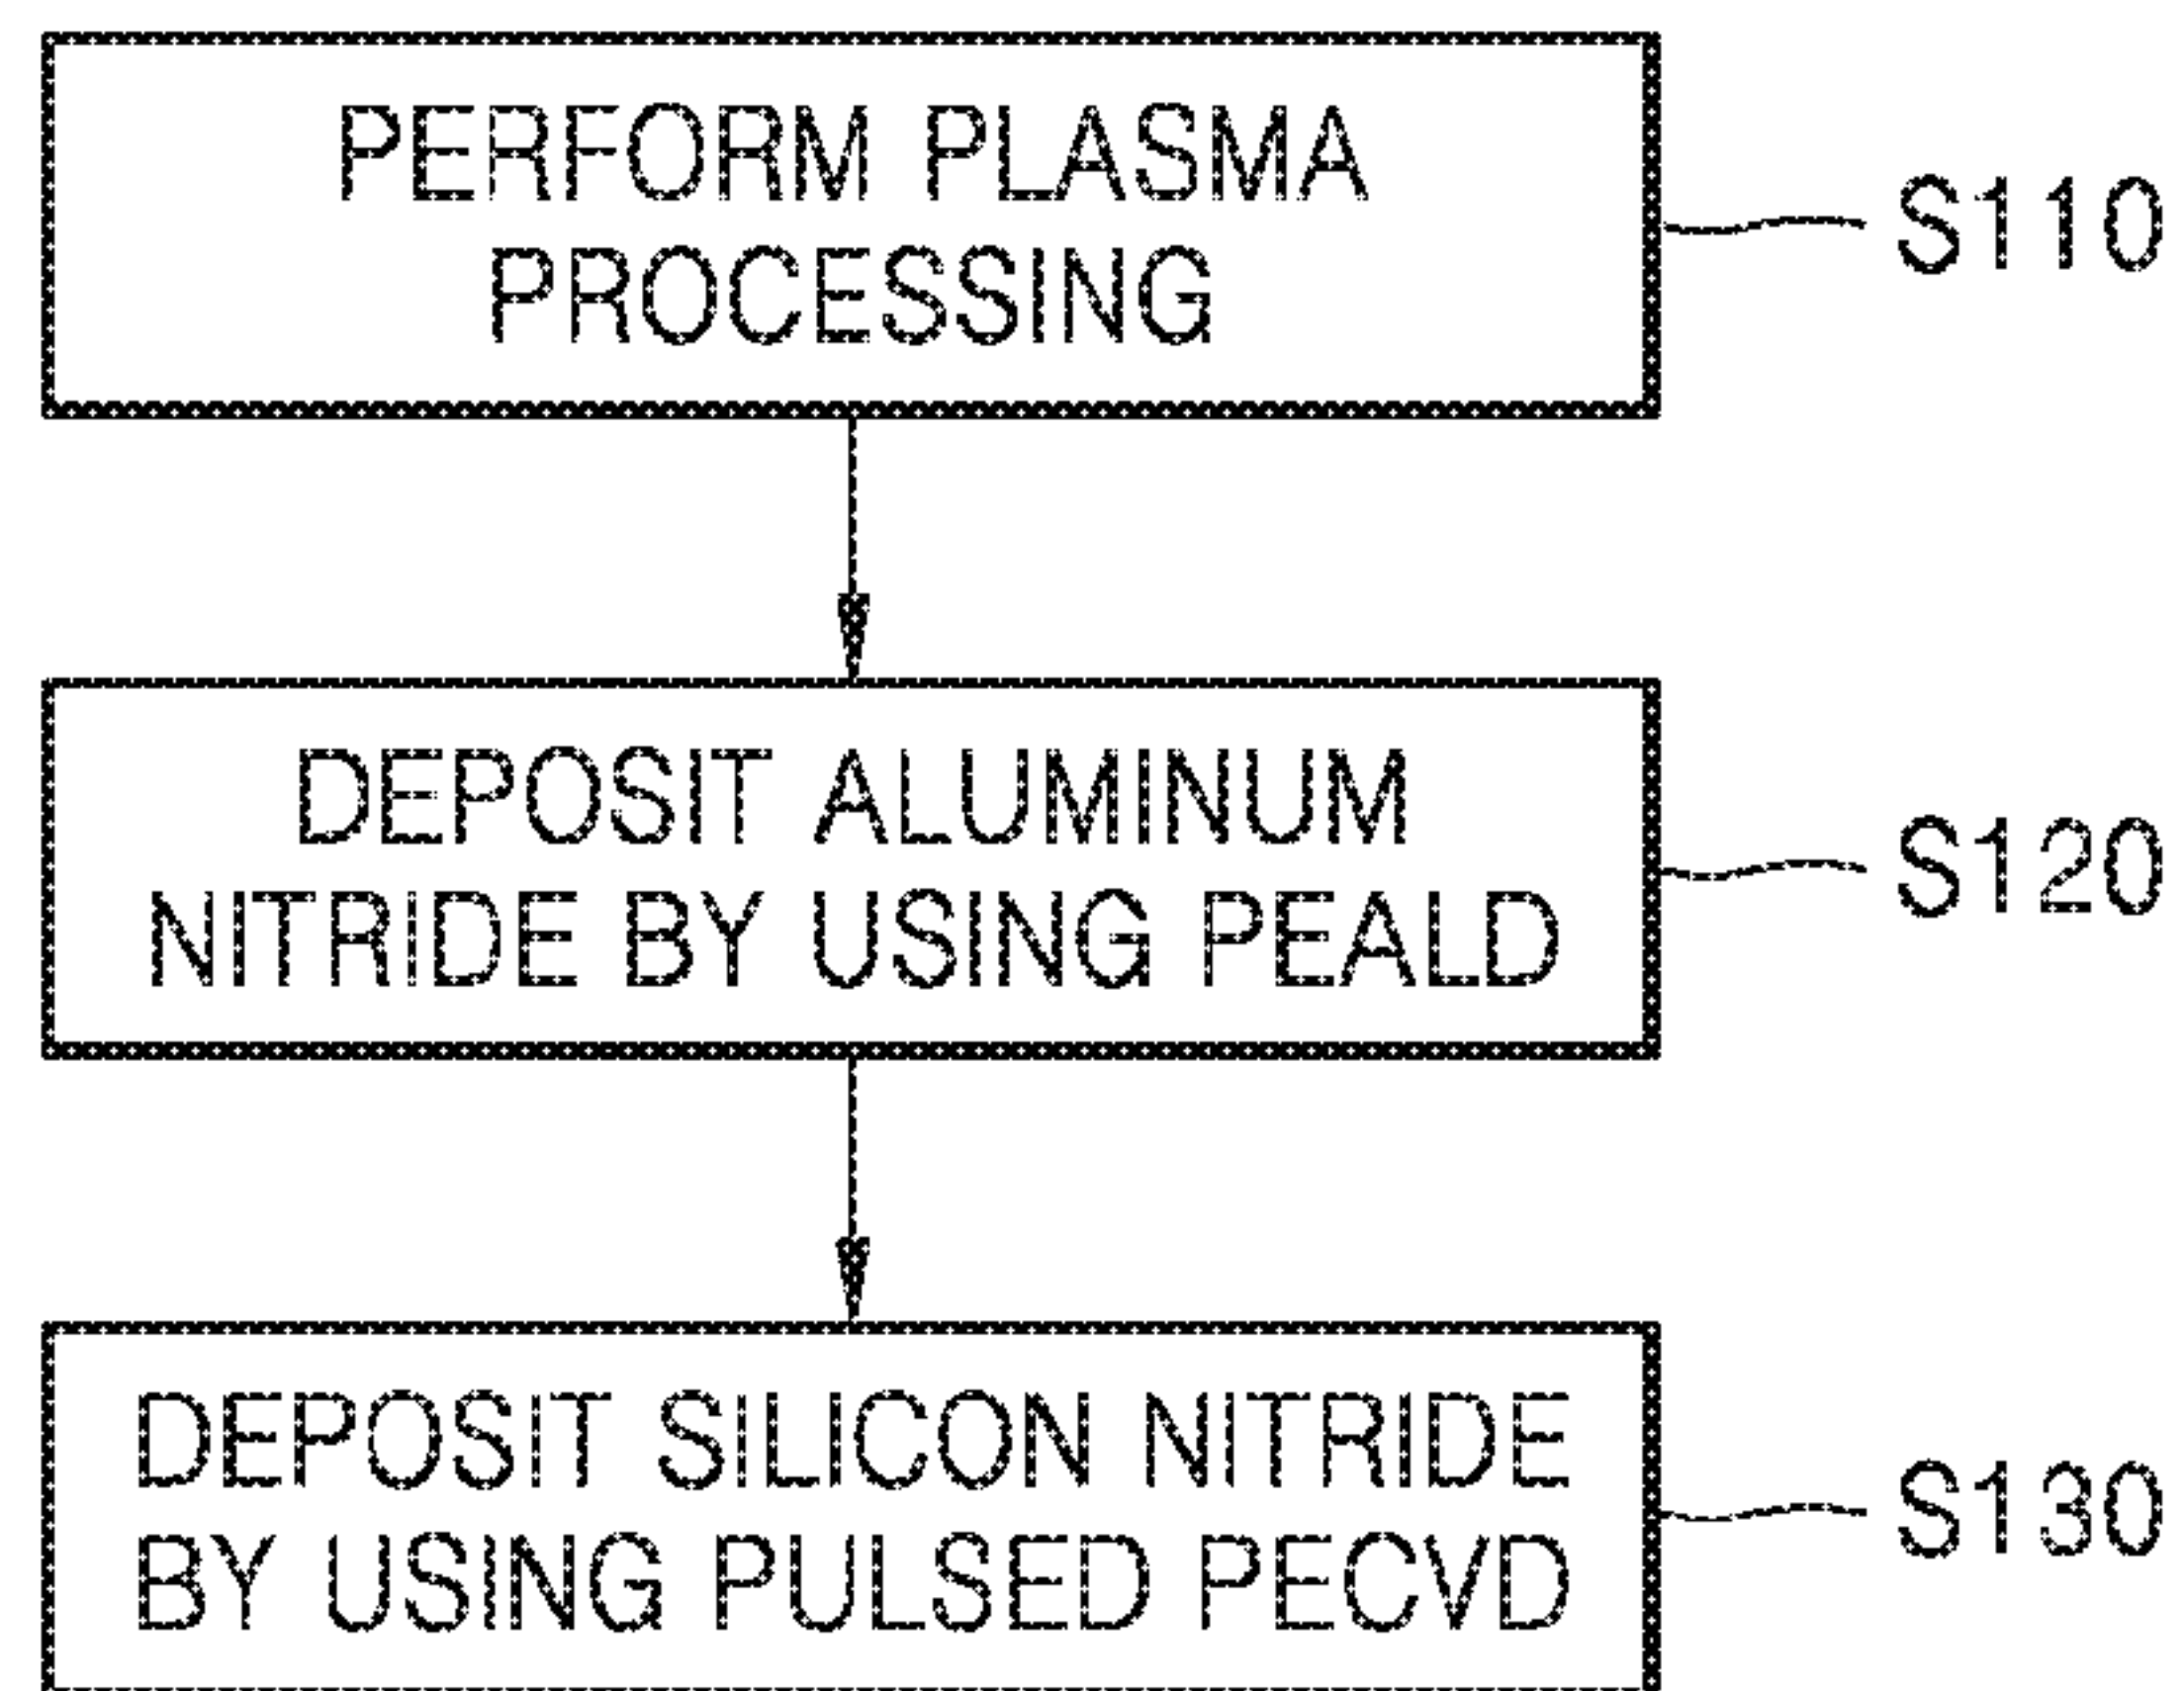 PERFORM PLASMA
PROCESSING
S110
DEPOSIT ALUMINUM
NITRIDE BY USING PEALD
S120
DEPOSIT SILICON NITRIDE
BY USING PULSED PECVD
S130